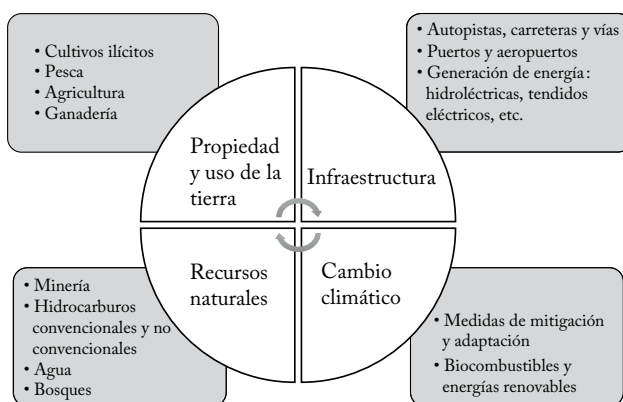 • Cultivos ilícitos
• Pesca
• Agricultura
• Ganadería
• Autopistas, carreteras y vías
• Puertos y aeropuertos
• Generación de energía:
hidroléctricas, tendidos
eléctricos, etc.
Propiedad
y uso de la
tierra
Infraestructura
Recursos
naturales
Cambio
climático
• Minería
• Hidrocarburos
convencionales y no
convencionales
• Agua
• Bosques
• Medidas de mitigación
y adaptación
• Biocombustibles y
energías renovables